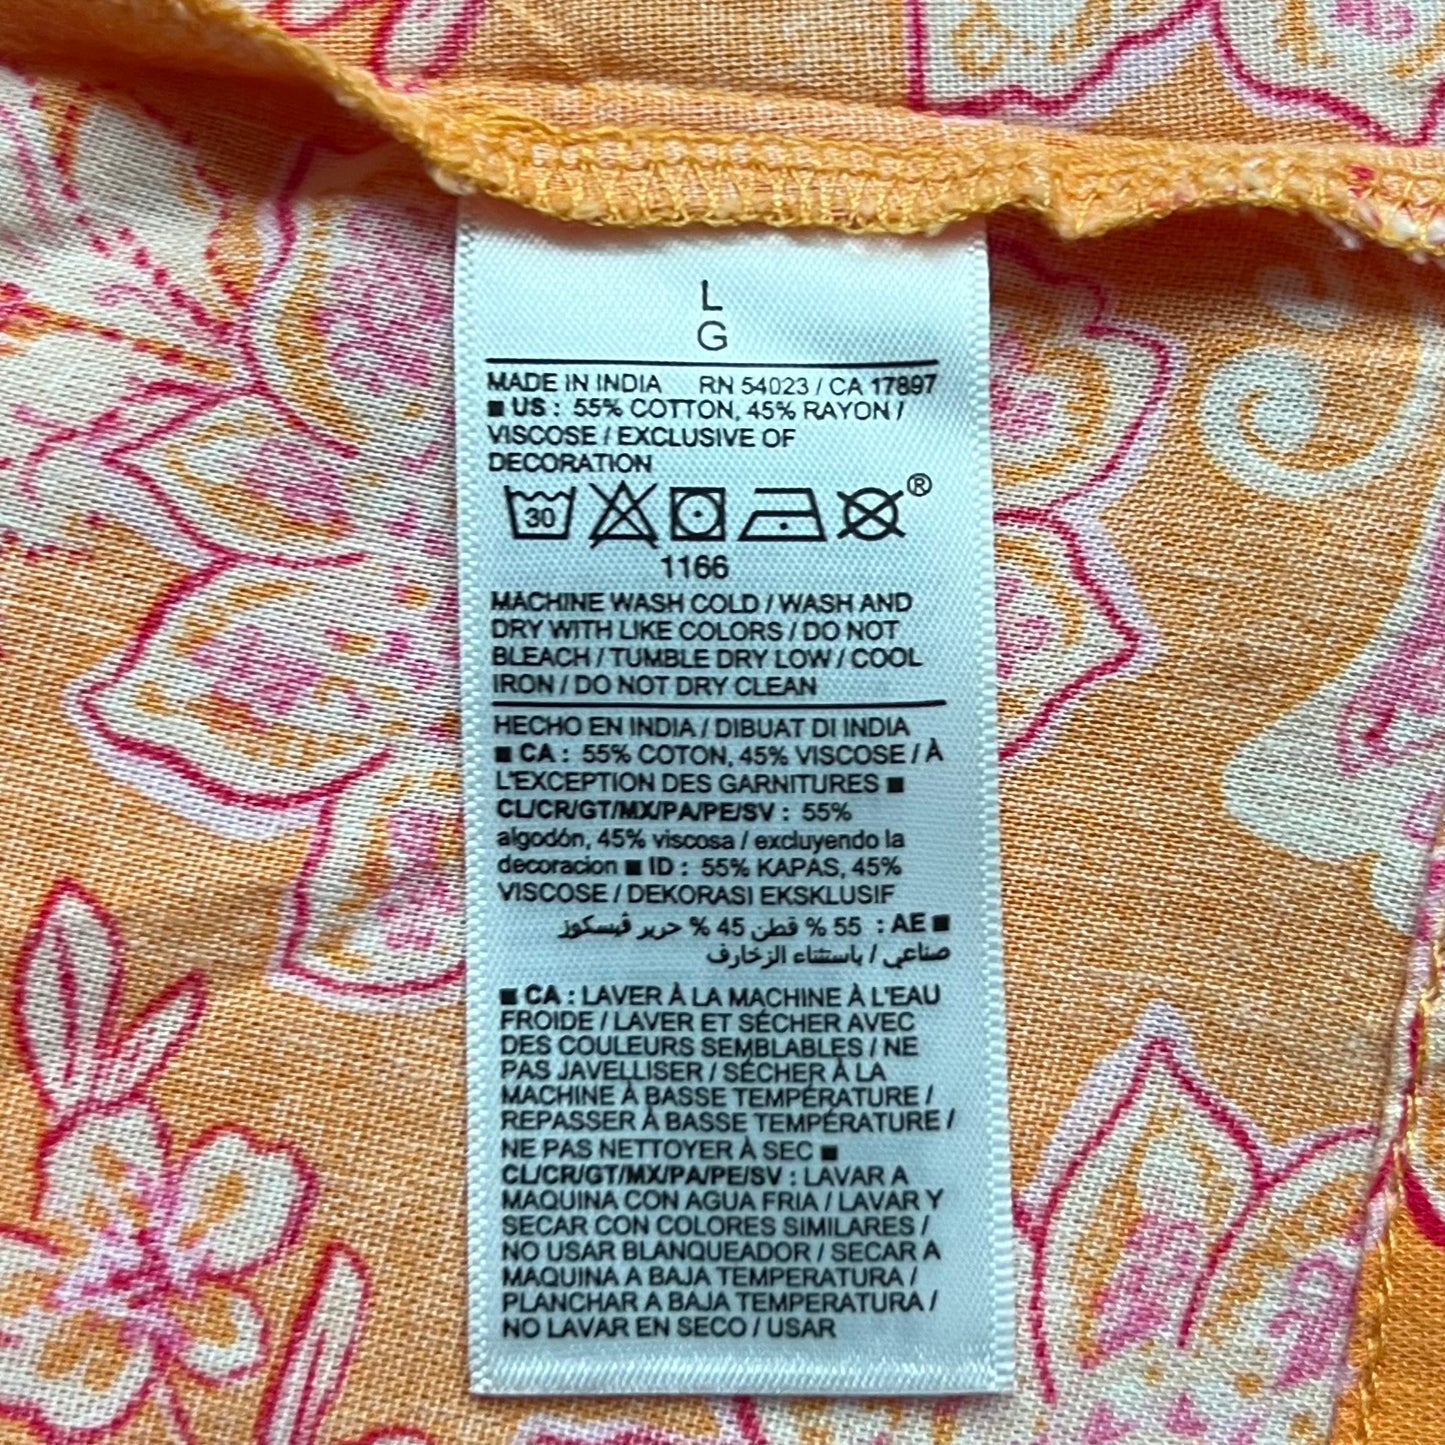 L
G
MADE IN INDIA RN 54023 / CA 17897
■ US : 55% COTTON, 45% RAYON /
VISCOSE / EXCLUSIVE OF
DECORATION
30
®
1166
MACHINE WASH COLD / WASH AND
DRY WITH LIKE COLORS / DO NOT
BLEACH / TUMBLE DRY LOW / COOL
IRON / DO NOT DRY CLEAN
HECHO EN INDIA / DIBUAT DI INDIA
■ CA : 55% COTON, 45% VISCOSE / À
L'EXCEPTION DES GARNITURES ■
CL/CR/GT/MX/PA/PE/SV : 55%
algodón, 45% viscosa / excluyendo la
decoracion ■ ID : 55% KAPAS, 45%
VISCOSE / DEKORASI EKSKLUSIF
■ AE : 55 % قطن 45 % حرير ڤيسكوز
صناعي / باستثناء الزخارف
■ CA : LAVER À LA MACHINE À L'EAU
FROIDE / LAVER ET SÉCHER AVEC
DES COULEURS SEMBLABLES / NE
PAS JAVELLISER / SÉCHER À LA
MACHINE À BASSE TEMPÉRATURE /
REPASSER À BASSE TEMPÉRATURE /
NE PAS NETTOYER À SEC ■
CL/CR/GT/MX/PA/PE/SV : LAVAR A
MAQUINA CON AGUA FRIA / LAVAR Y
SECAR CON COLORES SIMILARES /
NO USAR BLANQUEADOR / SECAR A
MAQUINA A BAJA TEMPERATURA /
PLANCHAR A BAJA TEMPERATURA /
NO LAVAR EN SECO / USAR